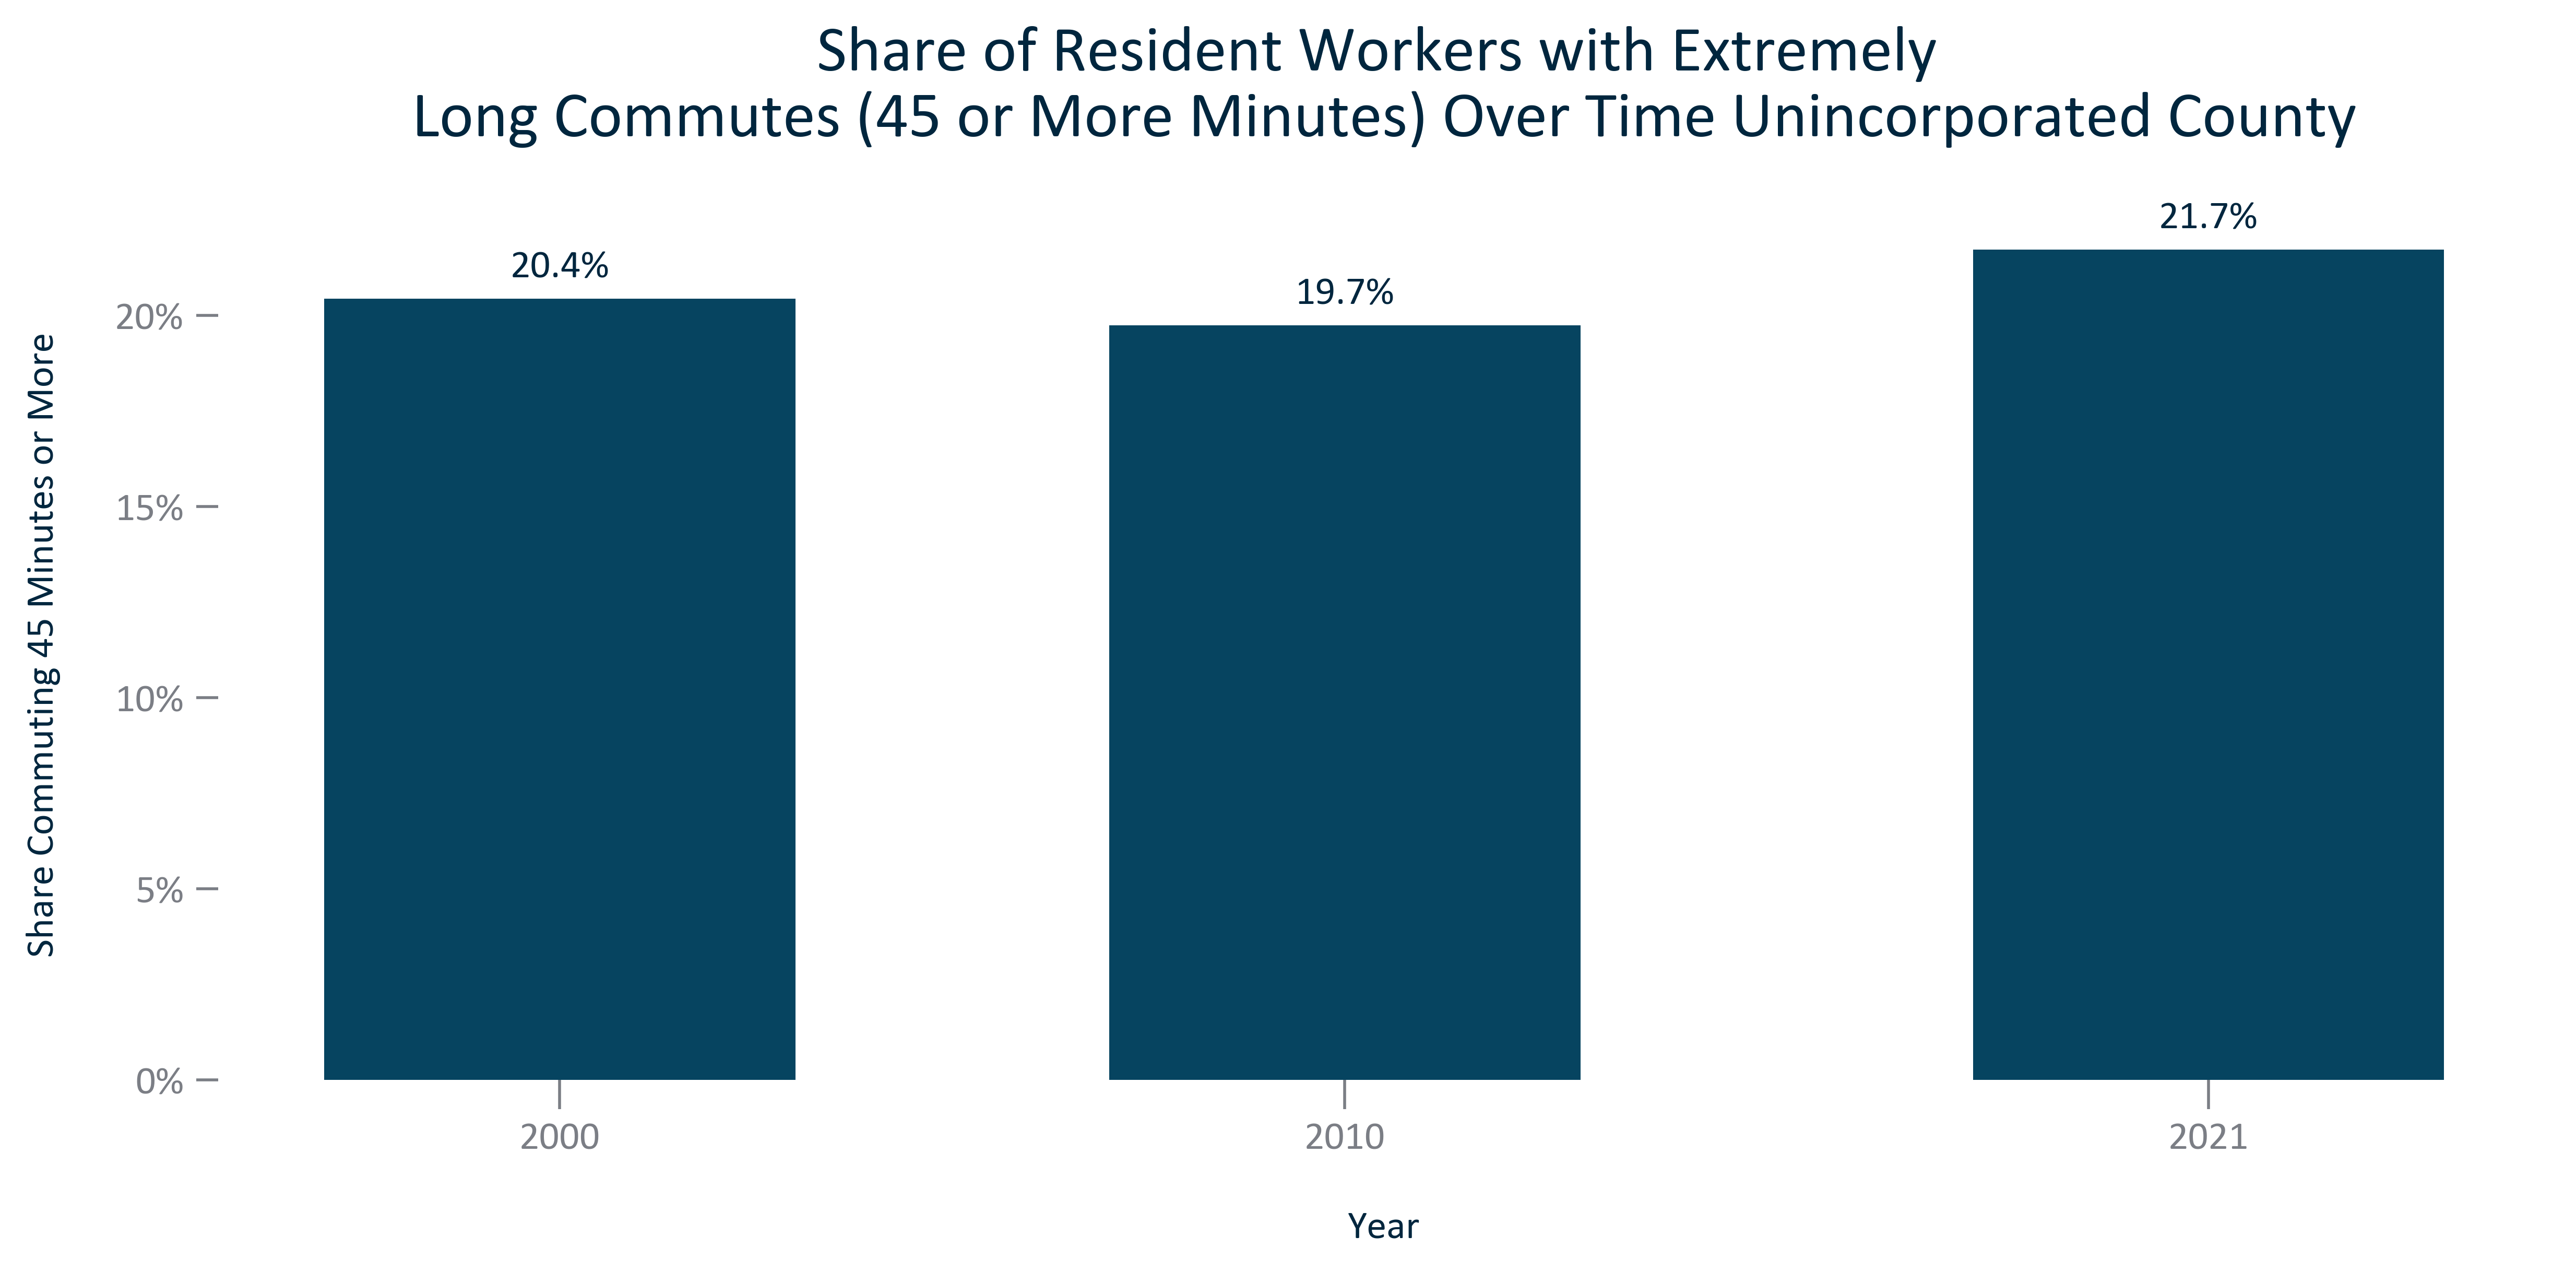 Share of Resident Workers with Extremely
Long Commutes (45 or More Minutes) Over Time Unincorporated County
21.7%
20.4%
19.7%
20%
15%
10%
5%
0%
Share Commuting 45 Minutes or More
2000
2010
2021
Year